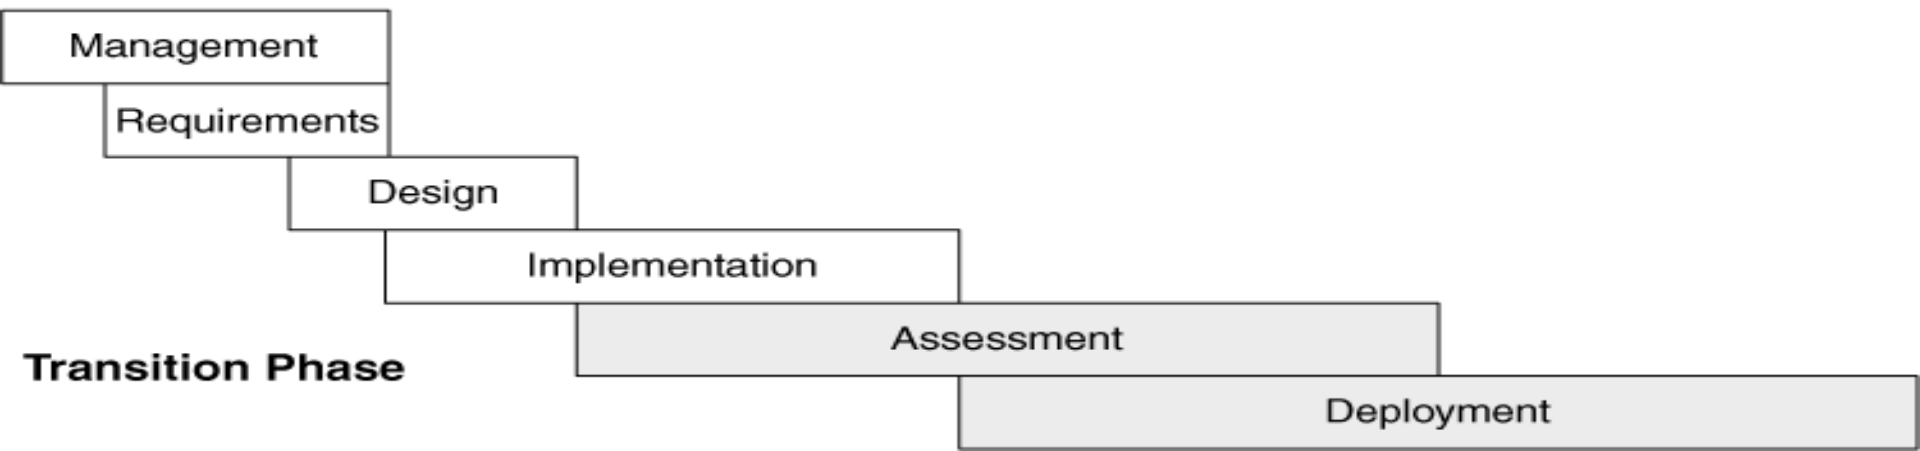 Management
Requirements
Design
Implementation
Assessment
Transition Phase
Deployment